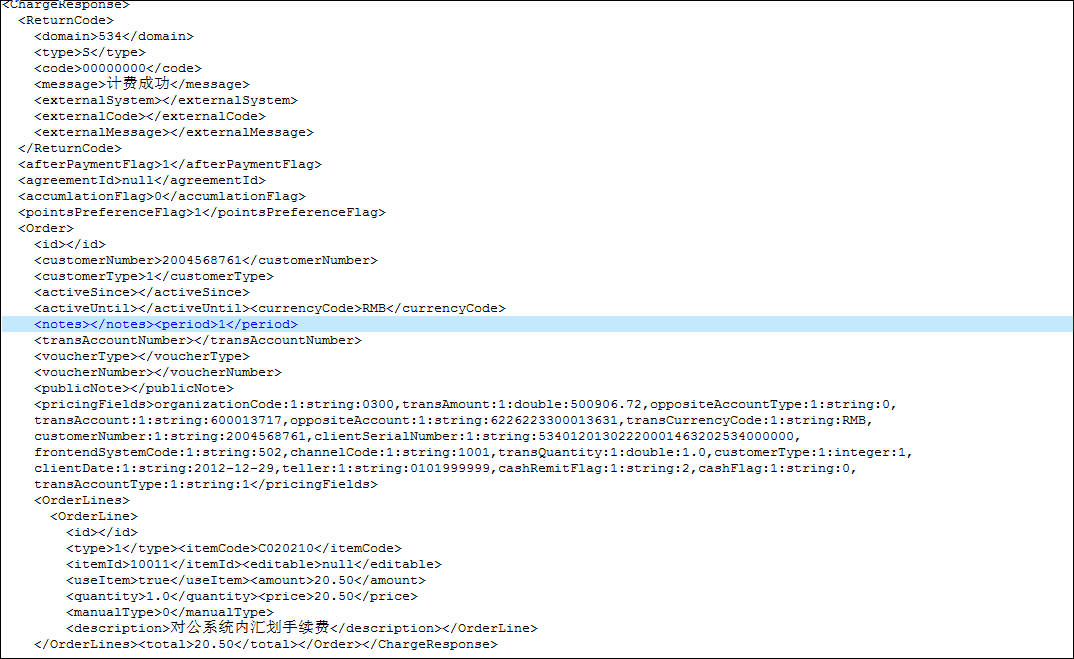 <ChargeResponse>
<ReturnCode>
<domain>534</domain>
<type>S</type>
<code>00000000</code>
<message>计费成功</message>
<externalSystem></externalSystem>
<externalCode></externalCode>
<externalMessage></externalMessage>
</ReturnCode>
<afterPaymentFlag>1</afterPaymentFlag>
<agreementId>null</agreementId>
<accumlationFlag>0</accumlationFlag>
<pointsPreferenceFlag>1</pointsPreferenceFlag>
<Order>
<id></id>
<customerNumber>2004568761</customerNumber>
<customerType>1</customerType>
<activeSince></activeSince>
<activeUntil></activeUntil><currencyCode>RMB</currencyCode>
<notes></notes><period>1</period>
<transAccountNumber></transAccountNumber>
<voucherType></voucherType>
<voucherNumber></voucherNumber>
<publicNote></publicNote>
<pricingFields>organizationCode:1:string:0300,transAmount:1:double:500906.72,oppositeAccountType:1:string:0,
transAccount:1:string:600013717,oppositeAccount:1:string:6226223300013631,transCurrencyCode:1:string:RMB,
customerNumber:1:string:2004568761,clientSerialNumber:1:string:53401201302220001463202534000000,
frontendSystemCode:1:string:502,channelCode:1:string:1001,transQuantity:1:double:1.0,customerType:1:integer:1,
clientDate:1:string:2012-12-29,teller:1:string:0101999999,cashRemitFlag:1:string:2,cashFlag:1:string:0,
transAccountType:1:string:1</pricingFields>
<OrderLines>
<OrderLine>
<id></id>
<type>1</type><itemCode>C020210</itemCode>
<itemId>10011</itemId><editable>null</editable>
<useItem>true</useItem><amount>20.50</amount>
<quantity>1.0</quantity><price>20.50</price>
<manualType>0</manualType>
<description>对公系统内汇划手续费</description></OrderLine>
</OrderLines><total>20.50</total></Order></ChargeResponse>